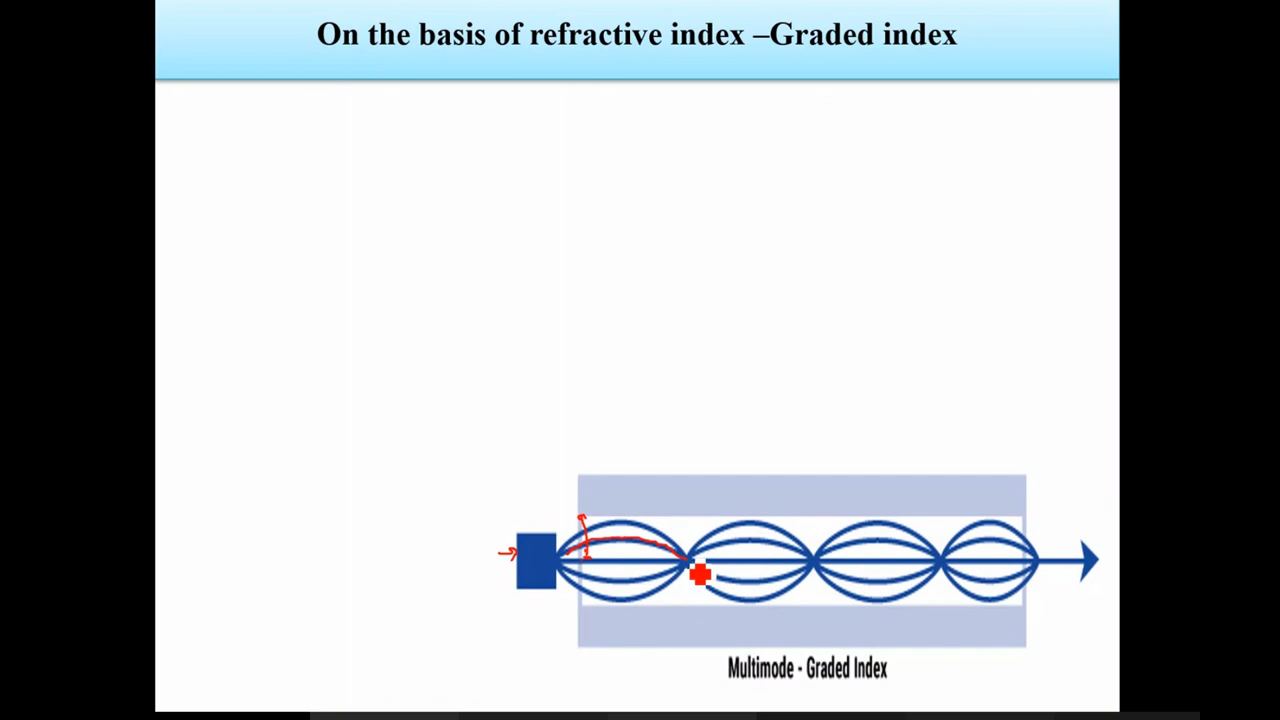 On the basis of refractive index –Graded index
Multimode - Graded Index